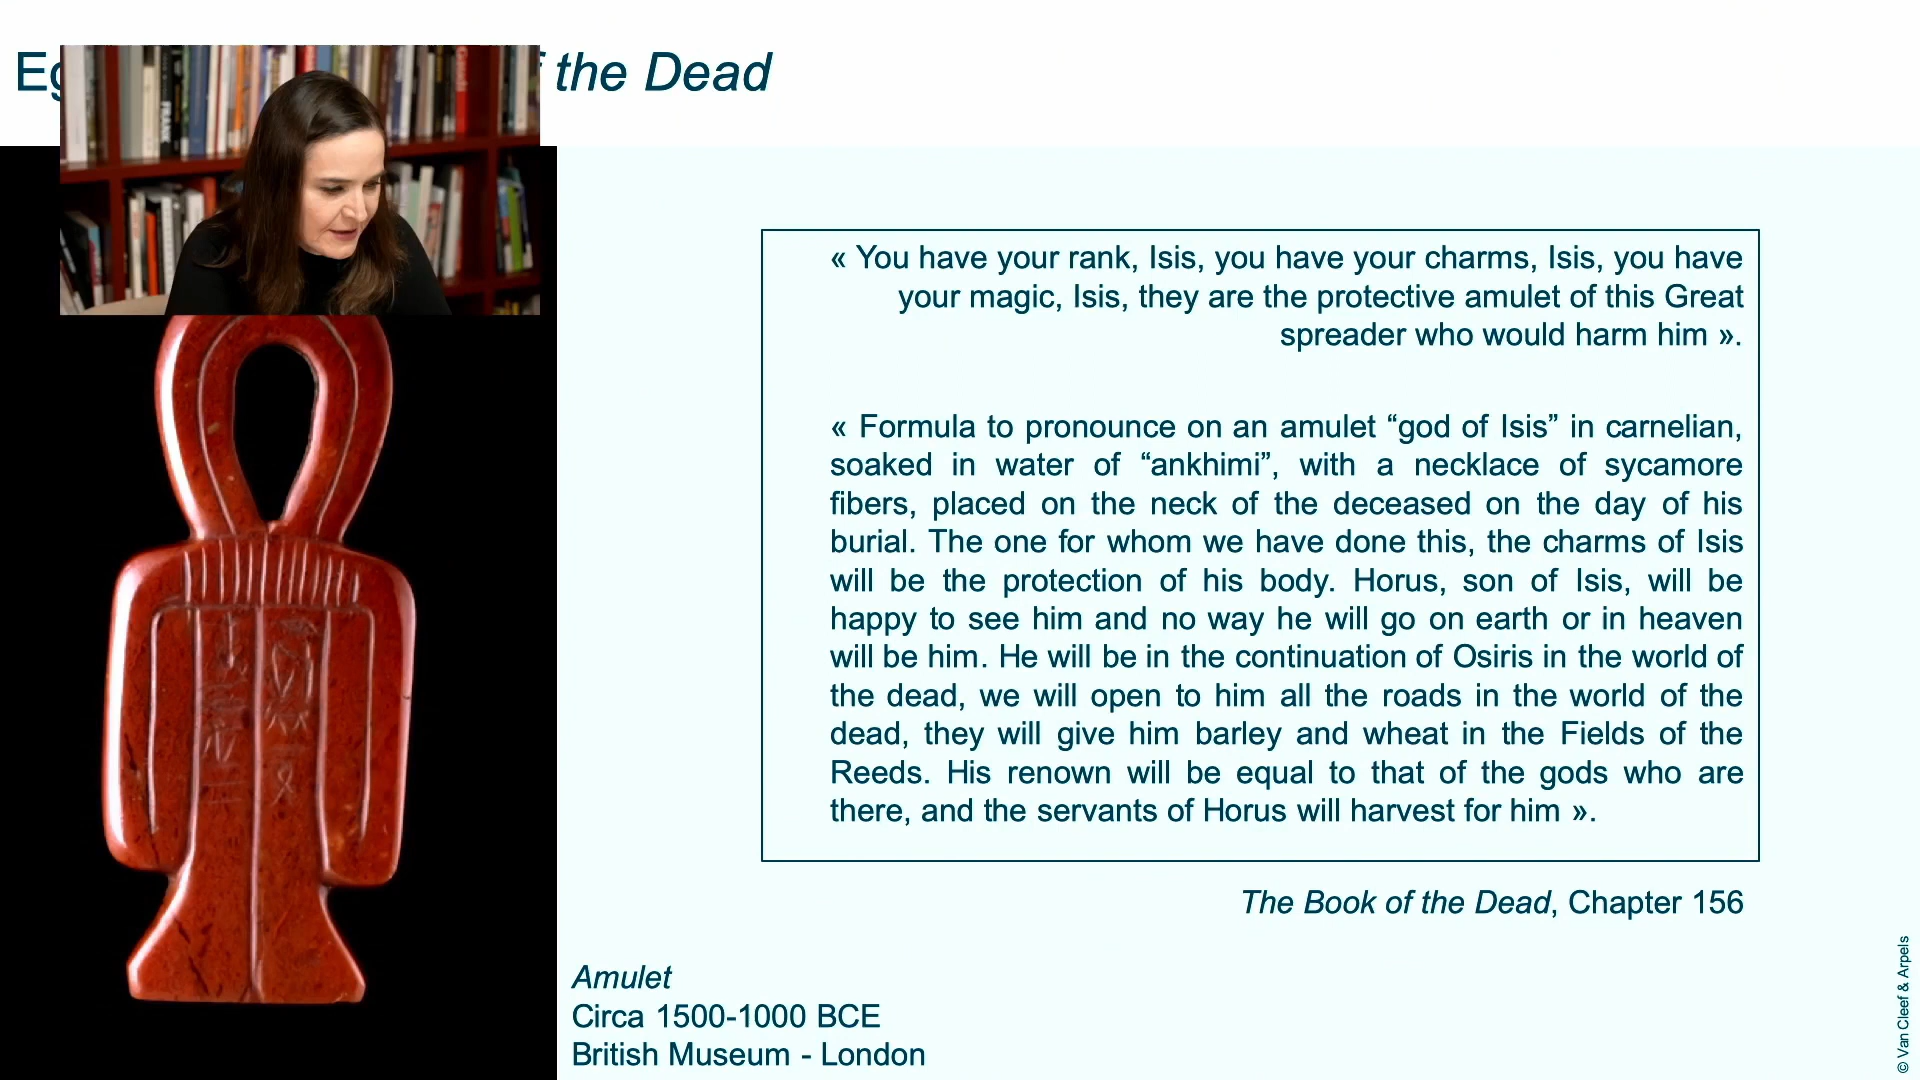 f the Dead
« You have your rank, Isis, you have your charms, Isis, you have
your magic, Isis, they are the protective amulet of this Great
spreader who would harm him ».
« Formula to pronounce on an amulet “god of Isis” in carnelian,
soaked in water of “ankhimi”, with a necklace of sycamore
fibers, placed on the neck of the deceased on the day of his
burial. The one for whom we have done this, the charms of Isis
will be the protection of his body. Horus, son of Isis, will be
happy to see him and no way he will go on earth or in heaven
will be him. He will be in the continuation of Osiris in the world of
the dead, we will open to him all the roads in the world of the
dead, they will give him barley and wheat in the Fields of the
Reeds. His renown will be equal to that of the gods who are
there, and the servants of Horus will harvest for him ».
The Book of the Dead, Chapter 156
Amulet
Circa 1500-1000 BCE
British Museum - London
© Van Cleef & Arpels